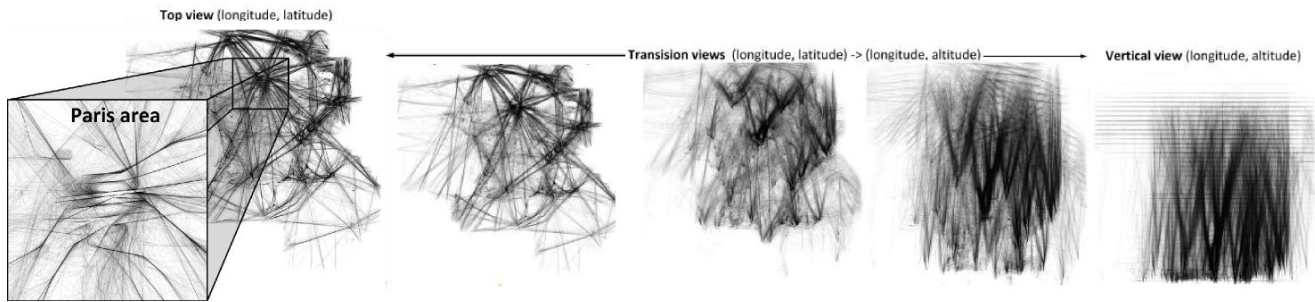 Top view (longitude, latitude)
Transision views (longitude, latitude) -> (longitude, altitude)
Vertical view (longitude, altitude)
Paris area